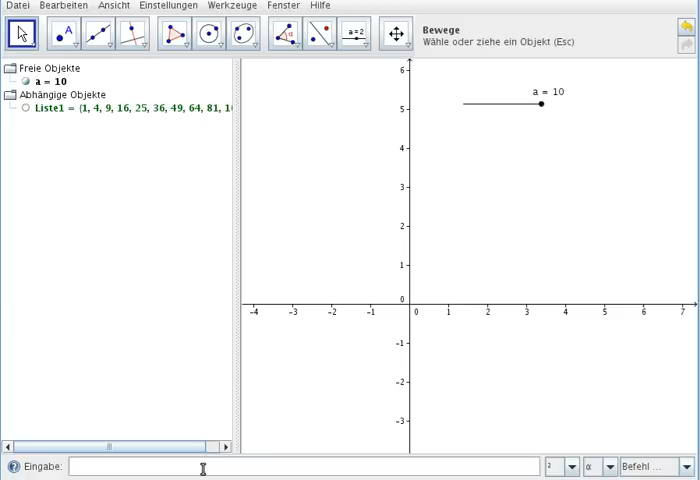 Datei Bearbeiten Ansicht Einstellungen Werkzeuge Fenster Hilfe
A
α
a=2
Bewege
Wähle oder ziehe ein Objekt (Esc)
Freie Objekte
a = 10
Abhängige Objekte
Liste1 = {1, 4, 9, 16, 25, 36, 49, 64, 81, 10
a = 10
6
5
4
3
2
1
0
-1
-2
-3
-4 -3 -2 -1 0 1 2 3 4 5 6 7
Eingabe:
² α Befehl ...